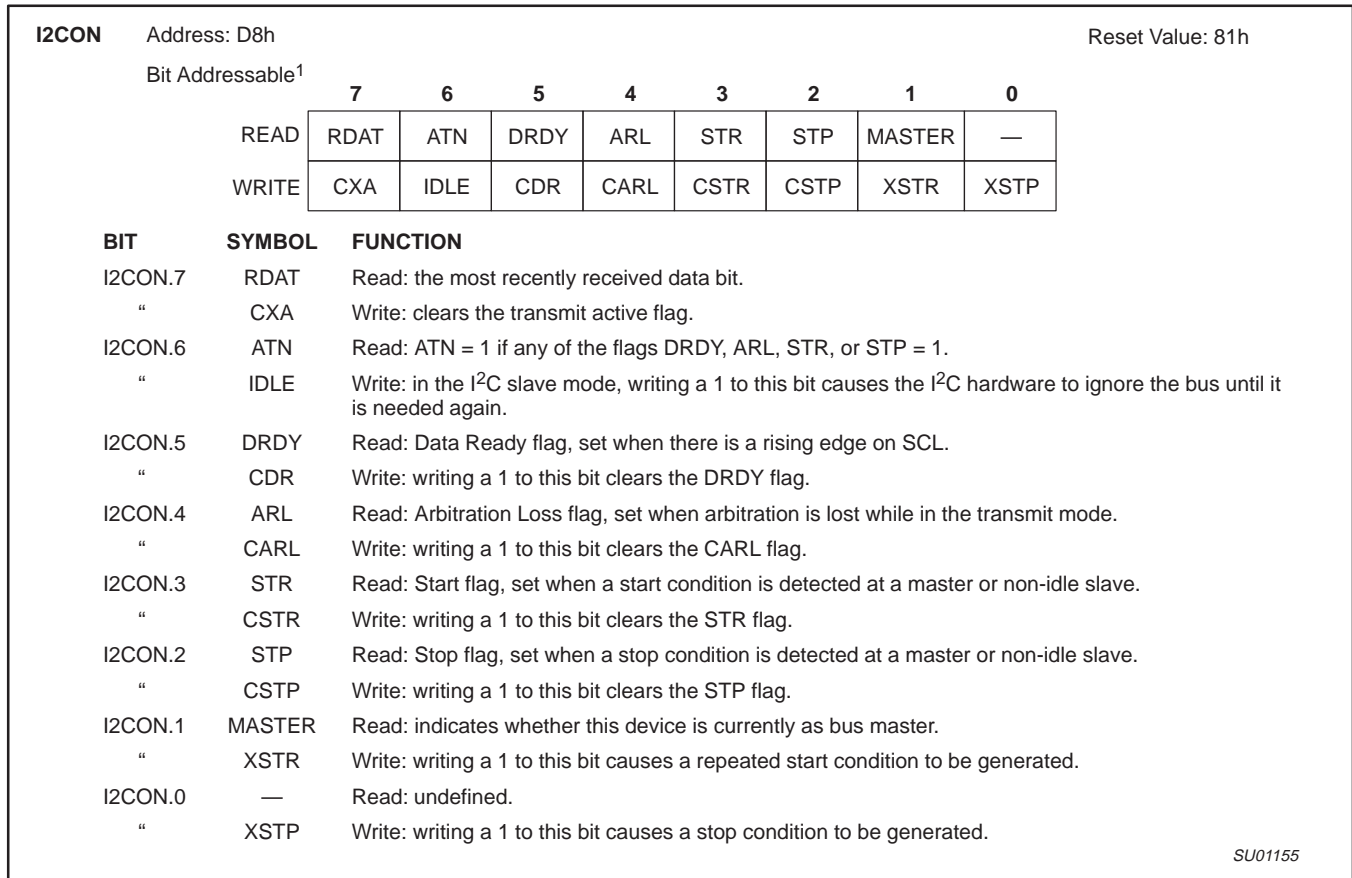 I2CON Address: D8h Reset Value: 81h
Bit Addressable1
7 6 5 4 3 2 1 0
READ RDAT ATN DRDY ARL STR STP MASTER —
WRITE CXA IDLE CDR CARL CSTR CSTP XSTR XSTP
BIT SYMBOL FUNCTION
I2CON.7 RDAT Read: the most recently received data bit.
“ CXA Write: clears the transmit active flag.
I2CON.6 ATN Read: ATN = 1 if any of the flags DRDY, ARL, STR, or STP = 1.
“ IDLE Write: in the I2C slave mode, writing a 1 to this bit causes the I2C hardware to ignore the bus until it
is needed again.
I2CON.5 DRDY Read: Data Ready flag, set when there is a rising edge on SCL.
“ CDR Write: writing a 1 to this bit clears the DRDY flag.
I2CON.4 ARL Read: Arbitration Loss flag, set when arbitration is lost while in the transmit mode.
“ CARL Write: writing a 1 to this bit clears the CARL flag.
I2CON.3 STR Read: Start flag, set when a start condition is detected at a master or non-idle slave.
“ CSTR Write: writing a 1 to this bit clears the STR flag.
I2CON.2 STP Read: Stop flag, set when a stop condition is detected at a master or non-idle slave.
“ CSTP Write: writing a 1 to this bit clears the STP flag.
I2CON.1 MASTER Read: indicates whether this device is currently as bus master.
“ XSTR Write: writing a 1 to this bit causes a repeated start condition to be generated.
I2CON.0 — Read: undefined.
“ XSTP Write: writing a 1 to this bit causes a stop condition to be generated.
SU01155